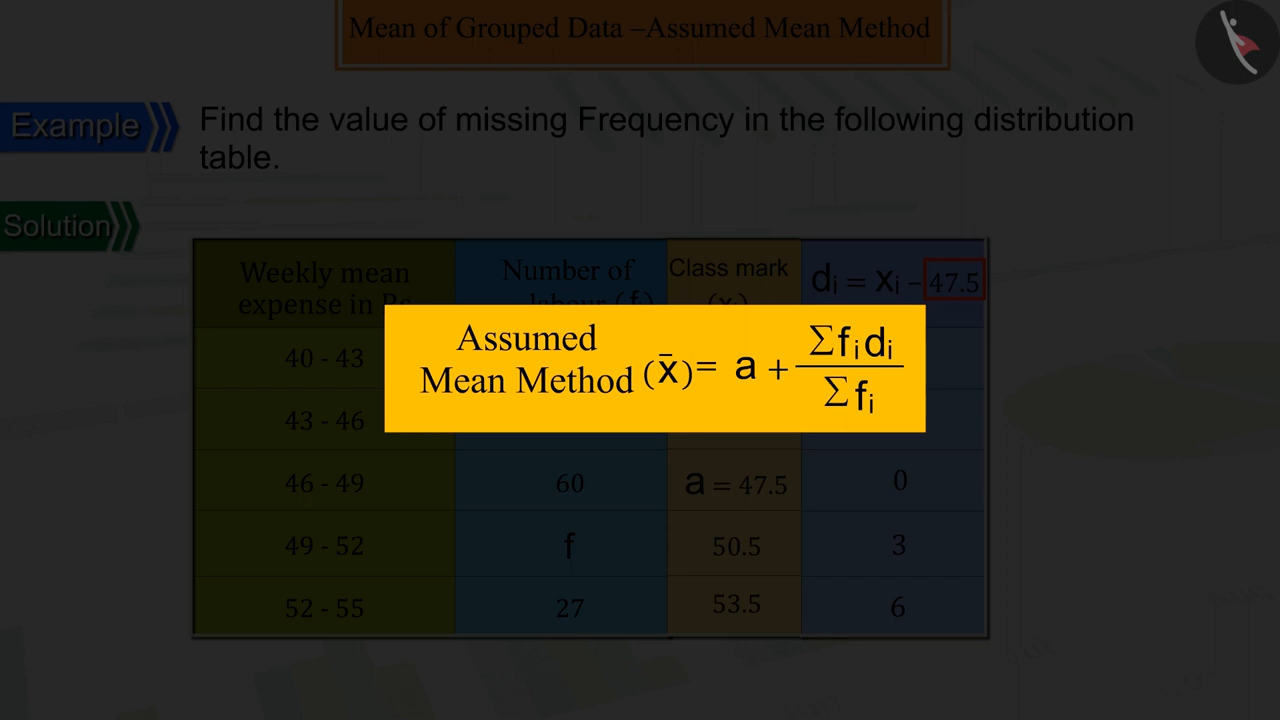 Mean of Grouped Data –Assumed Mean Method
Example
Find the value of missing Frequency in the following distribution
table.
Solution
Weekly mean
expense in Rs
Number of
labour (f)
Class mark
(x)
dᵢ = xᵢ – 47.5
Assumed
Mean Method (x̄) = a + Σfᵢdᵢ / Σfᵢ
40 - 43
43 - 46
46 - 49 60 a = 47.5 0
49 - 52 f 50.5 3
52 - 55 27 53.5 6